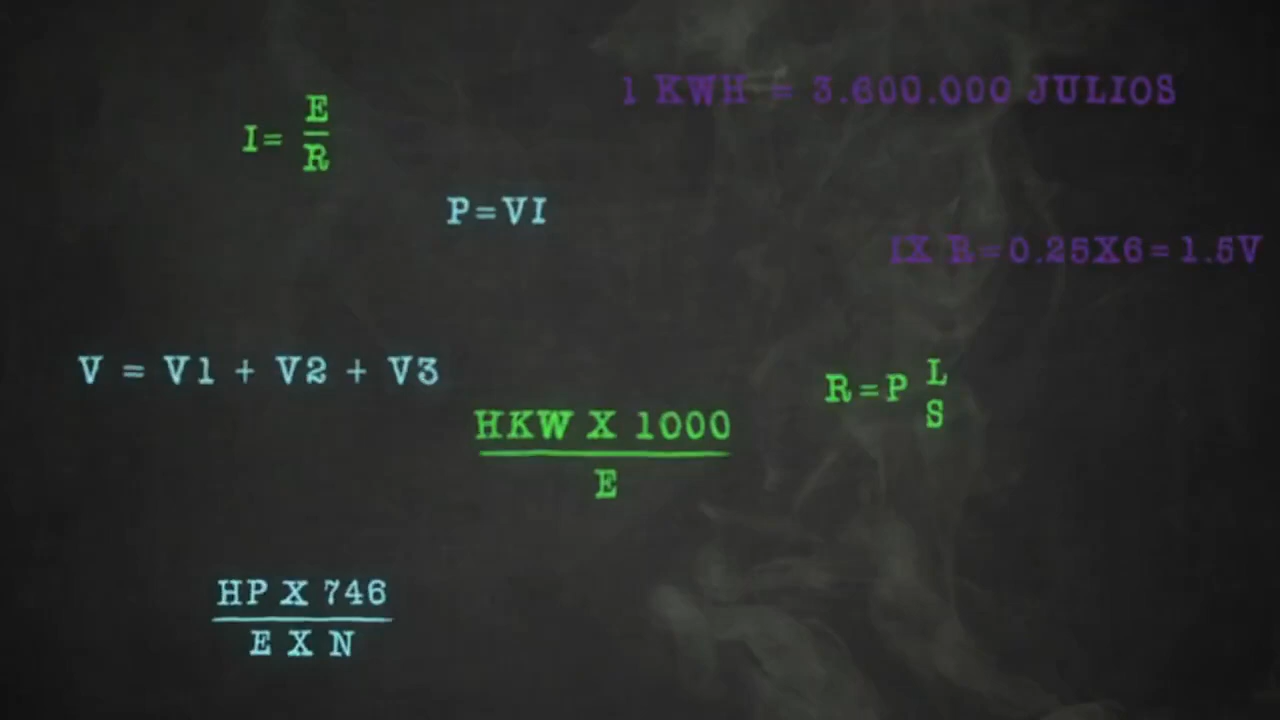 1 KWH = 3.600.000 JULIOS
I= E
R
P=VI
IX R=0.25X6=1.5V
V = V1 + V2 + V3
R=P L
S
HKW X 1000
E
HP X 746
E X N